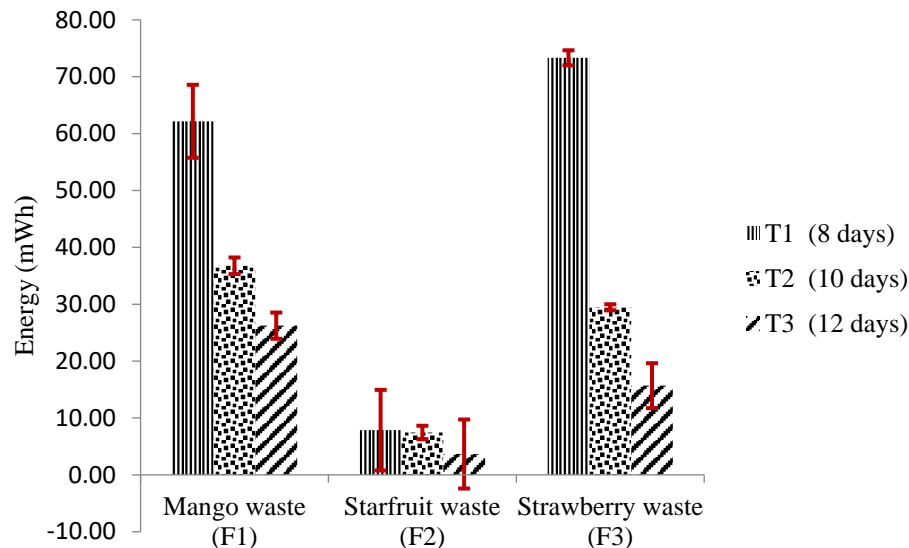 80.00
70.00
60.00
50.00
40.00
30.00
20.00
10.00
0.00
-10.00
Energy (mWh)
Mango waste
(F1)
Starfruit waste
(F2)
Strawberry waste
(F3)
T1 (8 days)
T2 (10 days)
T3 (12 days)